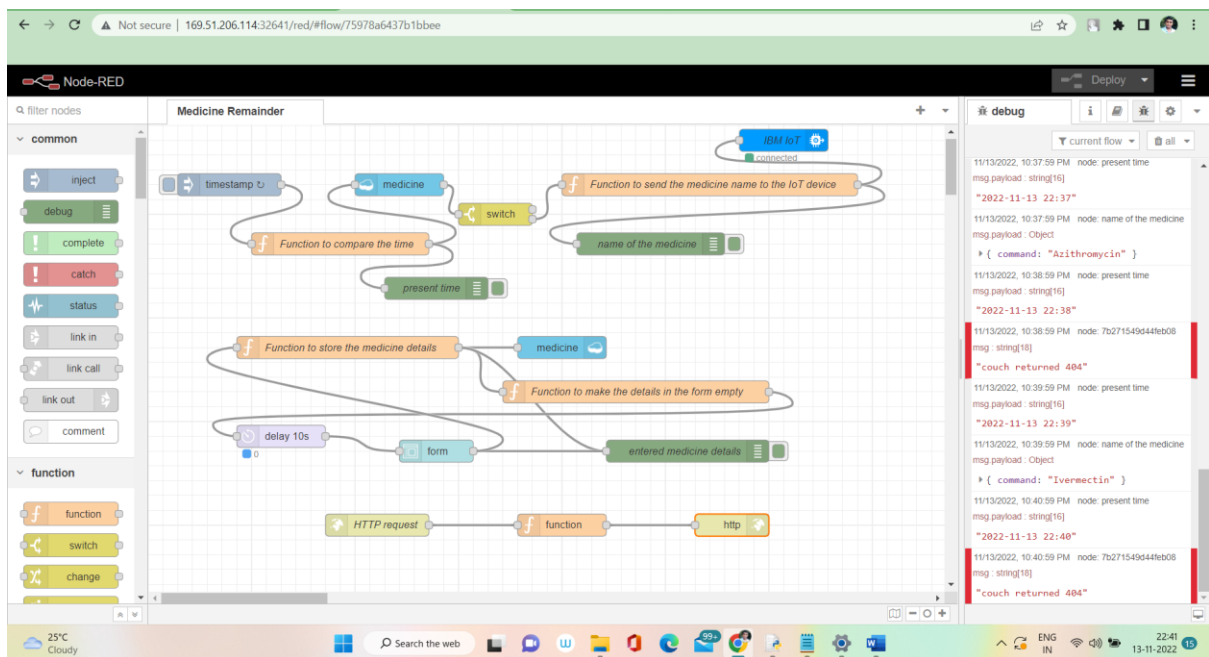 Not secure | 169.51.206.114:32641/red/#flow/75978a6437b1bbee
Node-RED
Deploy
filter nodes
common
inject
debug
complete
catch
status
link in
link call
link out
comment
function
function
switch
change
Medicine Remainder
IBM IoT
connected
timestamp ↻
medicine
switch
Function to send the medicine name to the IoT device
Function to compare the time
name of the medicine
present time
Function to store the medicine details
medicine
Function to make the details in the form empty
delay 10s
0
form
entered medicine details
HTTP request
function
http
debug
i
current flow
all
11/13/2022, 10:37:59 PM node: present time
msg.payload : string[16]
"2022-11-13 22:37"
11/13/2022, 10:37:59 PM node: name of the medicine
msg.payload : Object
{ command: "Azithromycin" }
11/13/2022, 10:38:59 PM node: present time
msg.payload : string[16]
"2022-11-13 22:38"
11/13/2022, 10:38:59 PM node: 7b271549d44feb08
msg : string[18]
"couch returned 404"
11/13/2022, 10:39:59 PM node: present time
msg.payload : string[16]
"2022-11-13 22:39"
11/13/2022, 10:39:59 PM node: name of the medicine
msg.payload : Object
{ command: "Ivermectin" }
11/13/2022, 10:40:59 PM node: present time
msg.payload : string[16]
"2022-11-13 22:40"
11/13/2022, 10:40:59 PM node: 7b271549d44feb08
msg : string[18]
"couch returned 404"
25°C
Cloudy
Search the web
99+
ENG
IN
22:41
13-11-2022
15